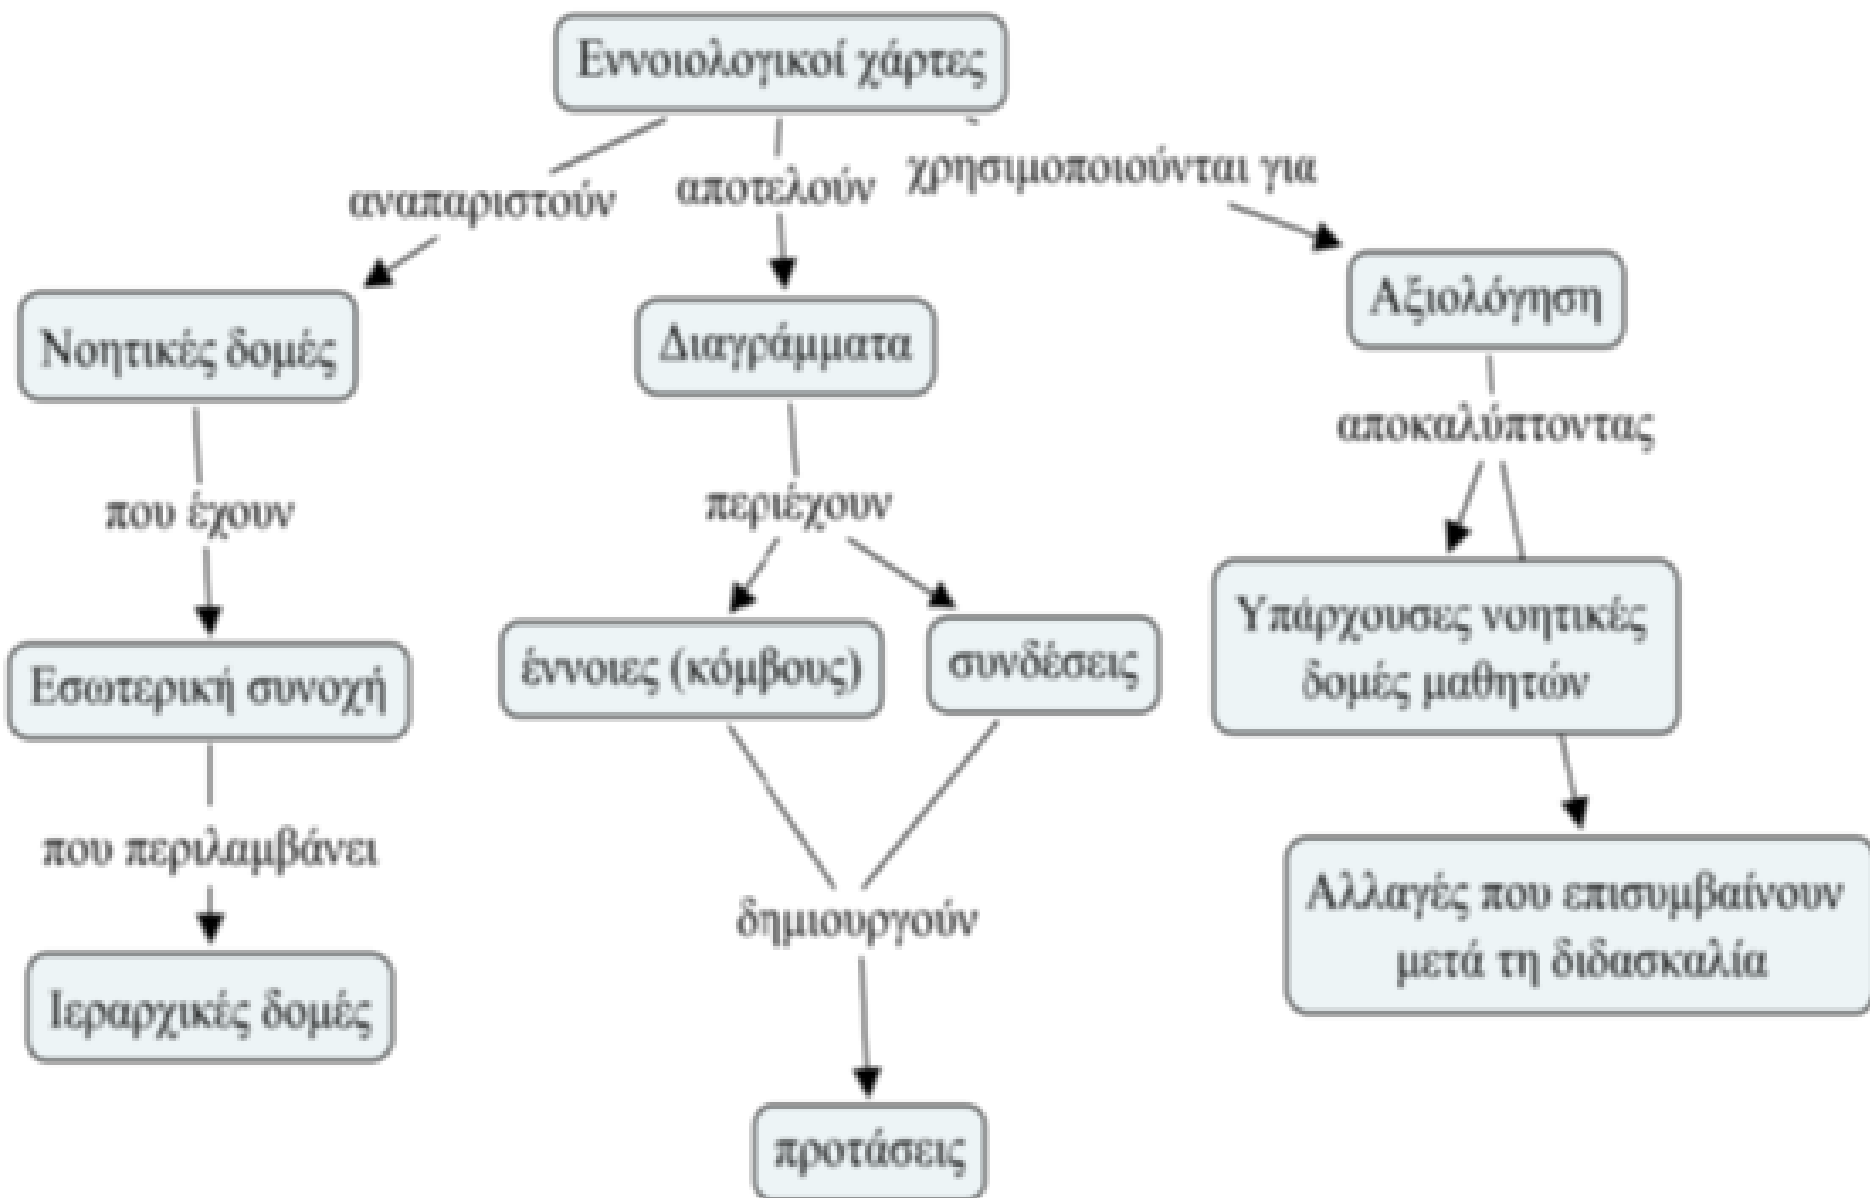 Εννοιολογικοί χάρτες
αναπαριστούν
αποτελούν
χρησιμοποιούνται για
Νοητικές δομές
Διαγράμματα
Αξιολόγηση
που έχουν
περιέχουν
αποκαλύπτοντας
Εσωτερική συνοχή
έννοιες (κόμβους)
συνδέσεις
Υπάρχουσες νοητικές
δομές μαθητών
που περιλαμβάνει
δημιουργούν
Αλλαγές που επισυμβαίνουν
μετά τη διδασκαλία
Ιεραρχικές δομές
προτάσεις